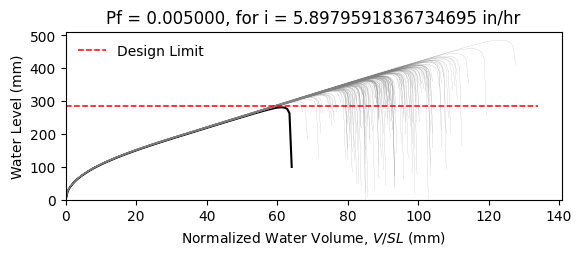 Pf = 0.005000, for i = 5.8979591836734695 in/hr
Water Level (mm)
500
400
300
200
100
0
Design Limit
0 20 40 60 80 100 120 140
Normalized Water Volume, V/SL (mm)